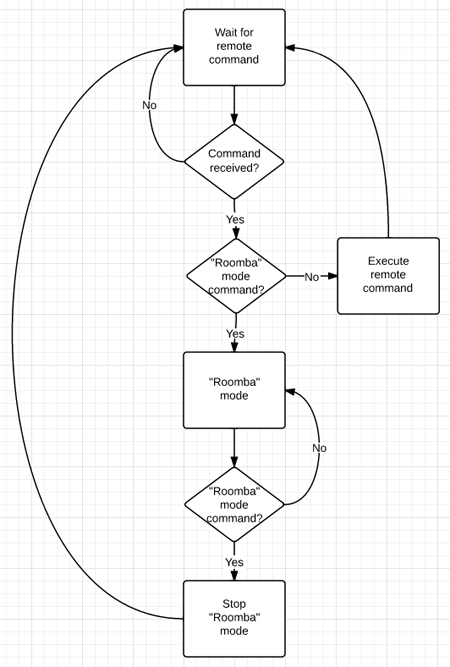 Wait for
remote
command
No
Command
received?
Yes
"Roomba"
mode
command?
No
Execute
remote
command
Yes
"Roomba"
mode
No
"Roomba"
mode
command?
Yes
Stop
"Roomba"
mode